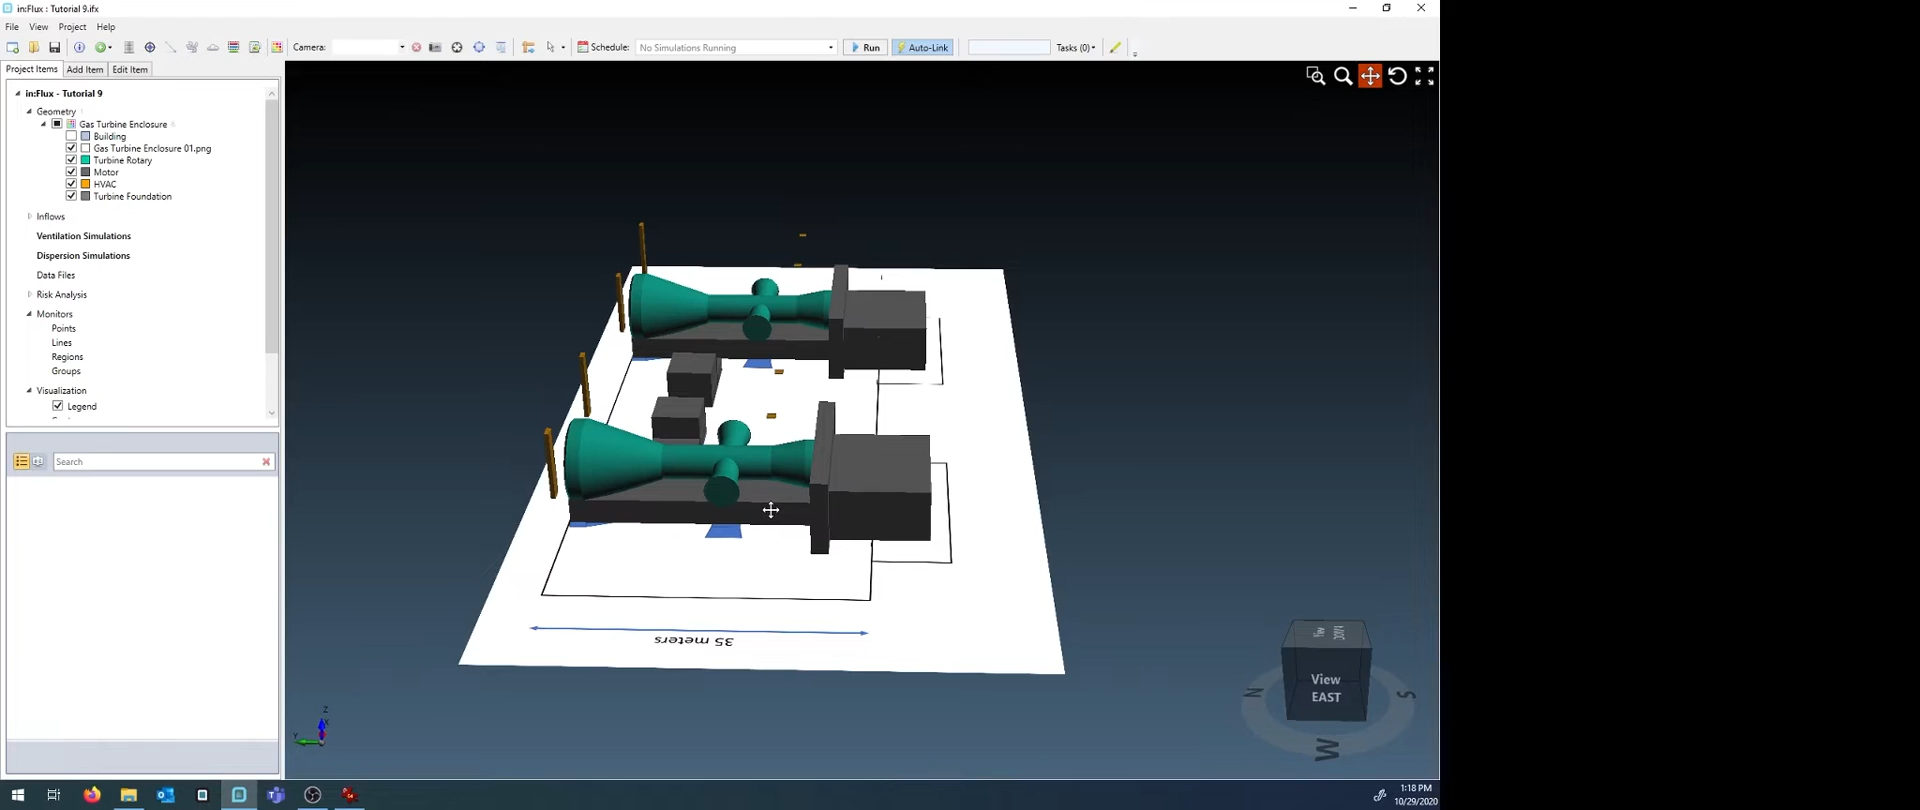 in:Flux : Tutorial 9.ifx
File View Project Help
Camera: Schedule: No Simulations Running Run Auto-Link Tasks (0)
Project Items Add Item Edit Item
in:Flux - Tutorial 9
Geometry
Gas Turbine Enclosure
Building
Gas Turbine Enclosure 01.png
Turbine Rotary
Motor
HVAC
Turbine Foundation
Inflows
Ventilation Simulations
Dispersion Simulations
Data Files
Risk Analysis
Monitors
Points
Lines
Regions
Groups
Visualization
Legend
Search
35 meters
View
EAST
N
S
W
Z
X
Y
1:18 PM
10/29/2020